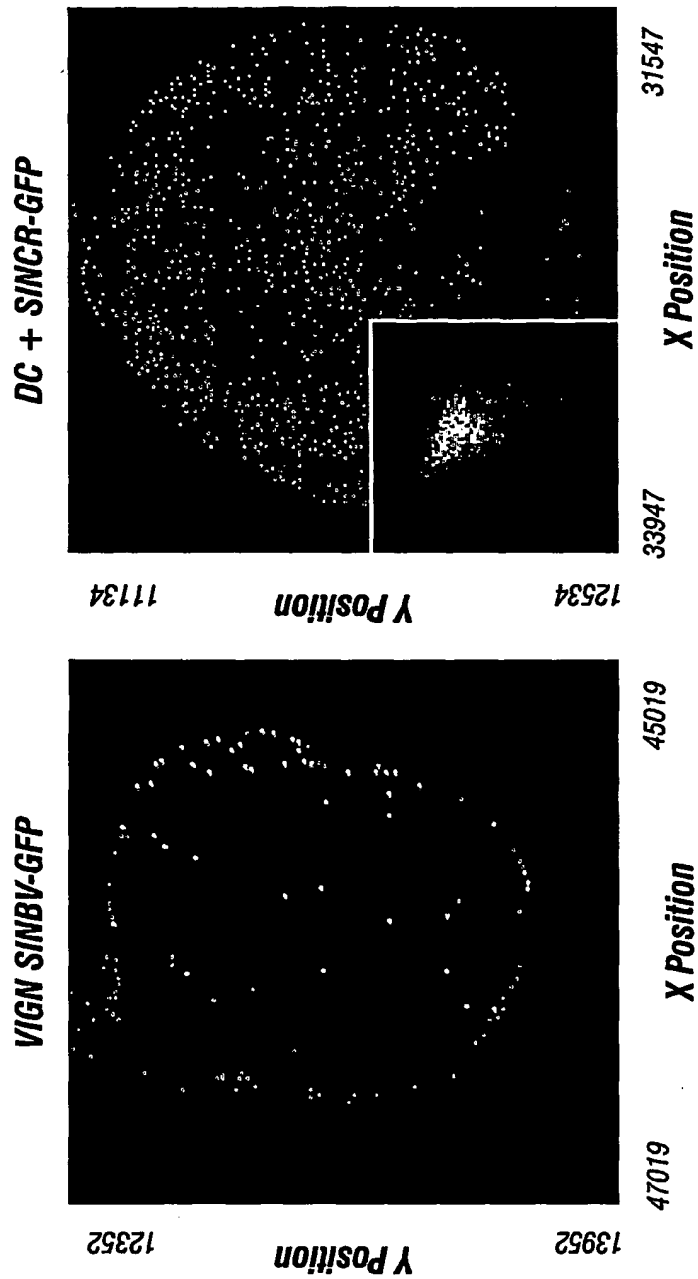 VIGN SINBV-GFP
12352
Y Position
13952
47019
X Position
45019
DC + SINCR-GFP
11134
Y Position
12534
33947
X Position
31547